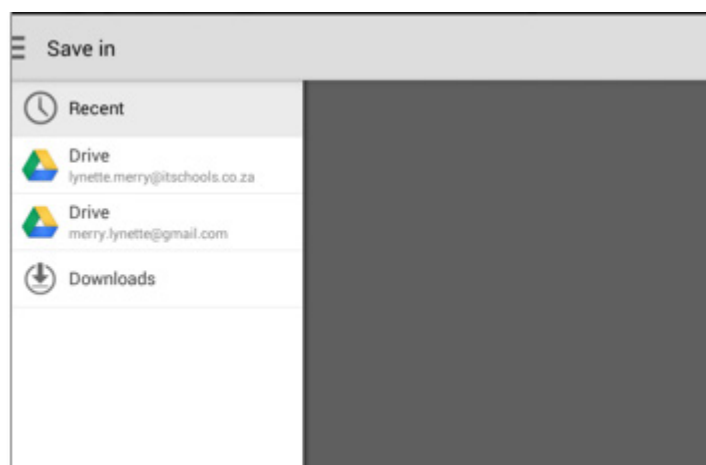 Save in
Recent
Drive
lynette.merry@itschools.co.za
Drive
merry.lynette@gmail.com
Downloads